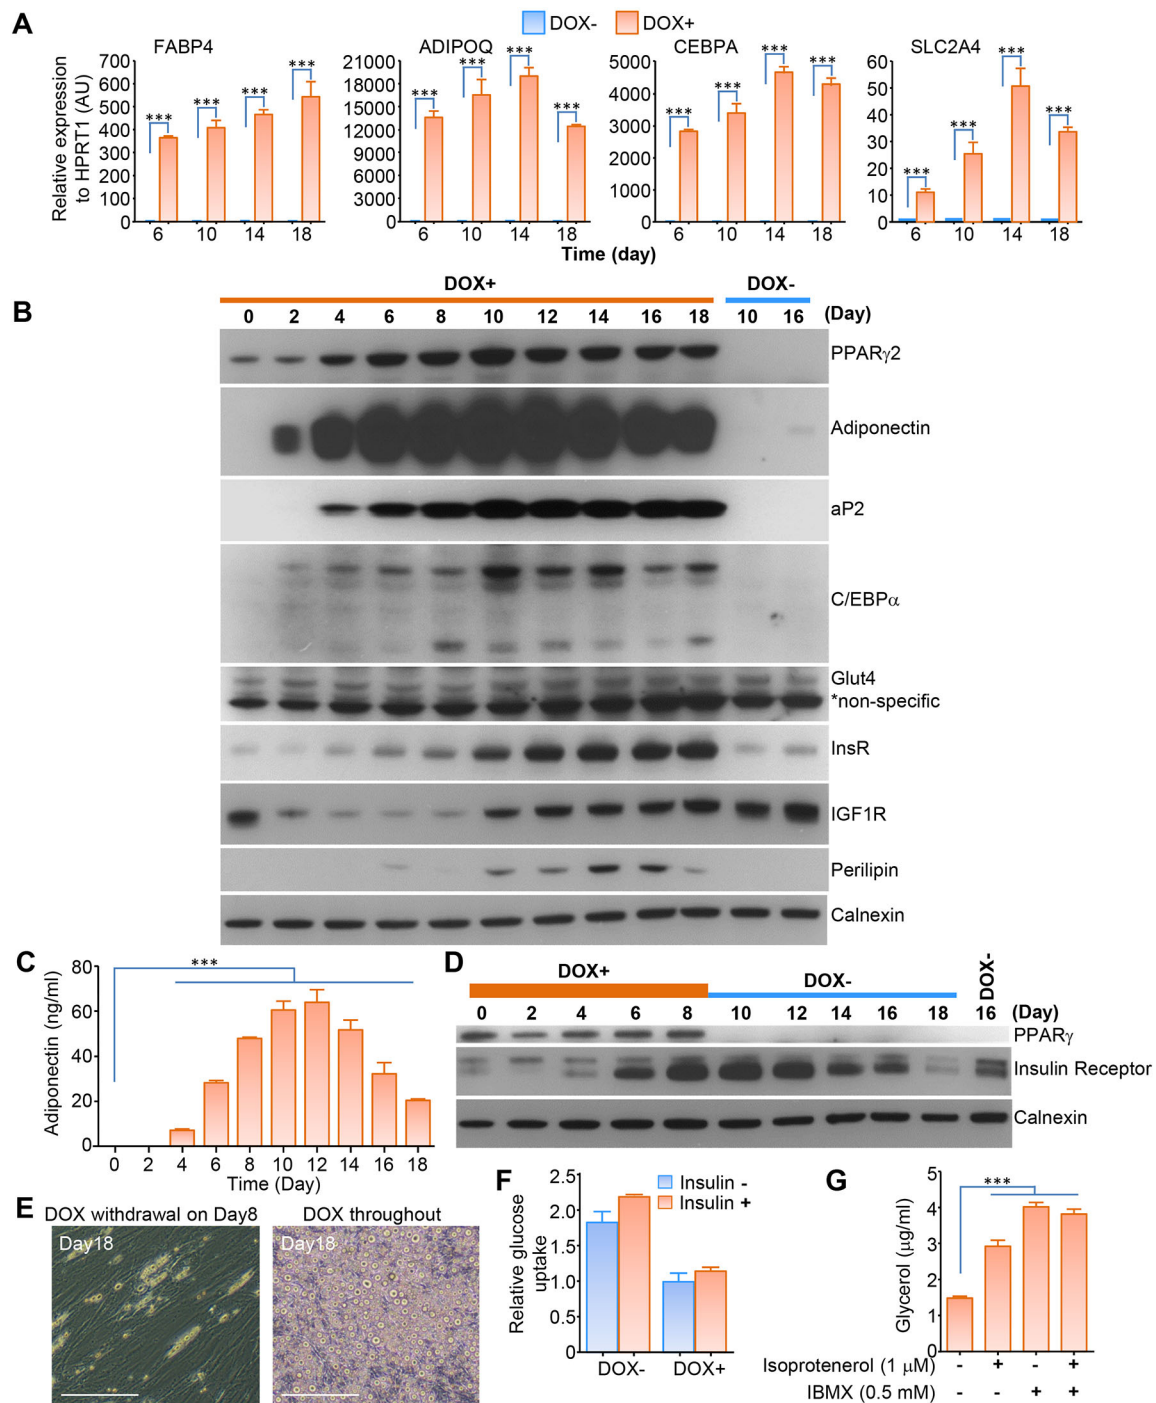 A
DOX- DOX+
FABP4 ADIPOQ CEBPA SLC2A4
Relative expression
to HPRT1 (AU)
700
600
500
400
300
200
100
0
*** *** *** ***
6 10 14 18
21000
18000
15000
12000
9000
6000
3000
0
*** *** *** ***
6 10 14 18
5000
4000
3000
2000
1000
0
*** *** *** ***
6 10 14 18
60
50
40
30
20
10
0
*** *** *** ***
6 10 14 18
Time (day)
B
DOX+ DOX-
0 2 4 6 8 10 12 14 16 18 10 16 (Day)
PPARγ2
Adiponectin
aP2
C/EBPα
Glut4
*non-specific
InsR
IGF1R
Perilipin
Calnexin
C
Adiponectin (ng/ml)
80
60
40
20
0
***
0 2 4 6 8 10 12 14 16 18
Time (Day)
D
DOX+ DOX- DOX-
0 2 4 6 8 10 12 14 16 18 16 (Day)
PPARγ
Insulin Receptor
Calnexin
E
DOX withdrawal on Day8 DOX throughout
Day18 Day18
F
Relative glucose
uptake
2.5
2.0
1.5
1.0
0.5
0
Insulin -
Insulin +
DOX- DOX+
G
Glycerol (μg/ml)
5
4
3
2
1
0
***
Isoprotenerol (1 μM) - + - +
IBMX (0.5 mM) - - + +